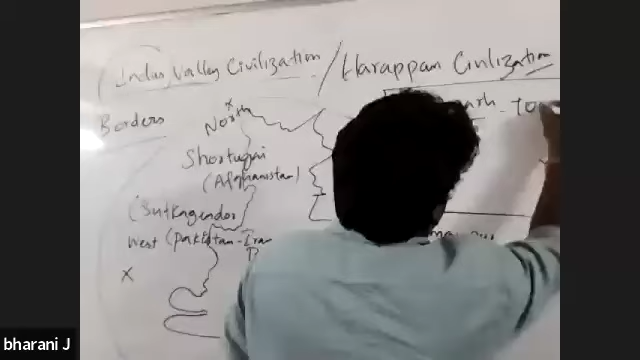 Indus Valley Civilization / Harappan Civilization
Borders
North
Shortugai
(Afghanistan)
(Sutkagendor
West (Pakistan-Iran
bharani J